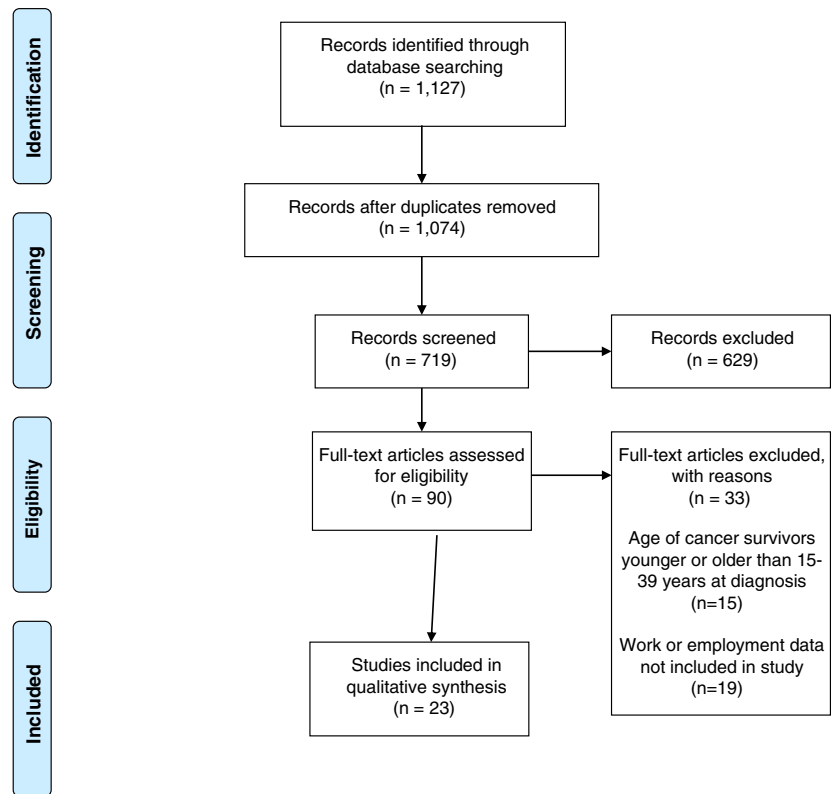 Identification
Records identified through
database searching
(n = 1,127)
Records after duplicates removed
(n = 1,074)
Screening
Records screened
(n = 719)
Records excluded
(n = 629)
Eligibility
Full-text articles assessed
for eligibility
(n = 90)
Full-text articles excluded,
with reasons
(n = 33)
Age of cancer survivors
younger or older than 15-
39 years at diagnosis
(n=15)
Work or employment data
not included in study
(n=19)
Included
Studies included in
qualitative synthesis
(n = 23)